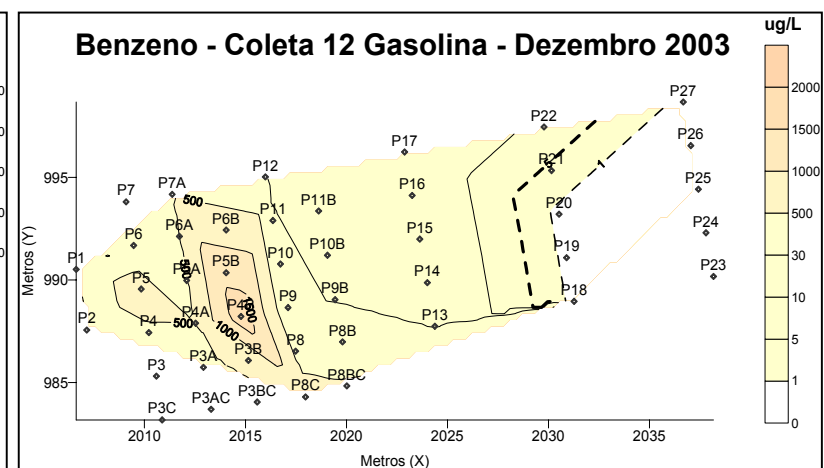 ug/L
Benzeno - Coleta 12 Gasolina - Dezembro 2003
2000
1500
1000
500
30
10
5
1
0
P27
P22
P26
P17
P21
P12
P16
P25
P7A
P7
500
P11B
P20
P6B
P11
P24
P6A
P15
P6
P10B
P19
P10
P1
500
P5B
P23
P5
P14
P9B
P9
P18
1500
P4A
P13
P2
P4
500
1000
P8B
P8
P3B
P3A
P3
P8BC
P8C
P3BC
P3AC
P3C
995
990
985
Metros (Y)
2010
2015
2020
2025
2030
2035
Metros (X)